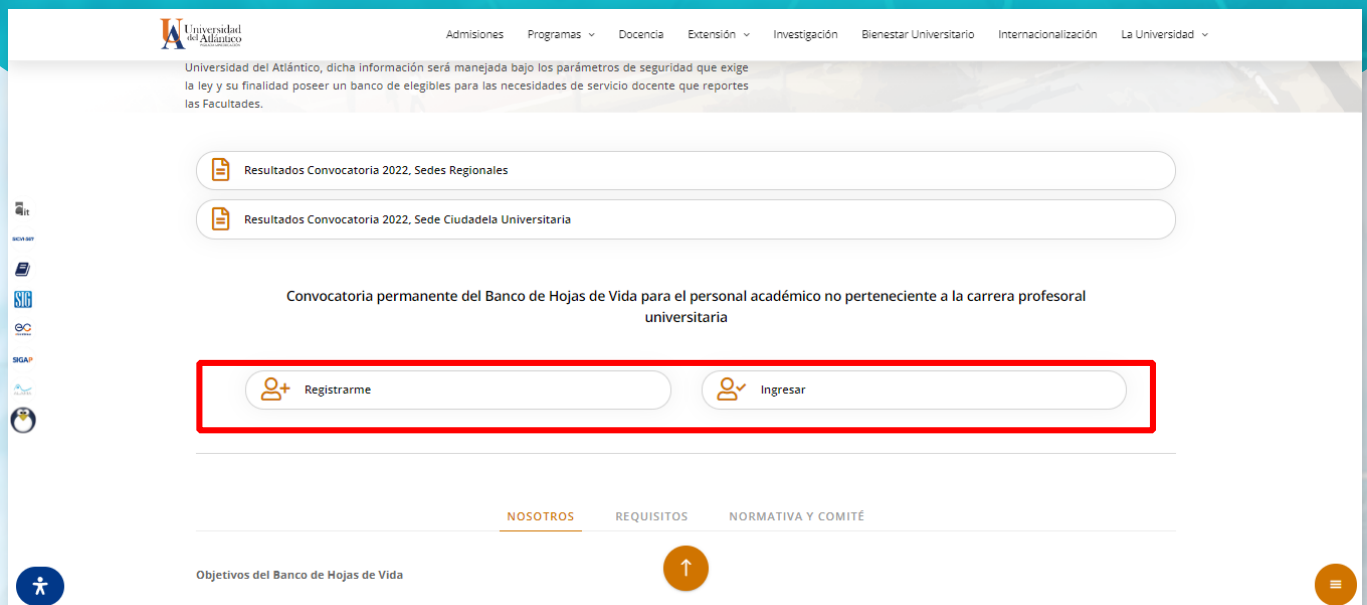 Universidad
del Atlántico
Admisiones Programas Docencia Extensión Investigación Bienestar Universitario Internacionalización La Universidad
Universidad del Atlántico, dicha información será manejada bajo los parámetros de seguridad que exige
la ley y su finalidad poseer un banco de elegibles para las necesidades de servicio docente que reportes
las Facultades.
Resultados Convocatoria 2022, Sedes Regionales
Resultados Convocatoria 2022, Sede Ciudadela Universitaria
Convocatoria permanente del Banco de Hojas de Vida para el personal académico no perteneciente a la carrera profesoral
universitaria
SIG
SIGAP
Registrarme Ingresar
NOSOTROS REQUISITOS NORMATIVA Y COMITÉ
Objetivos del Banco de Hojas de Vida